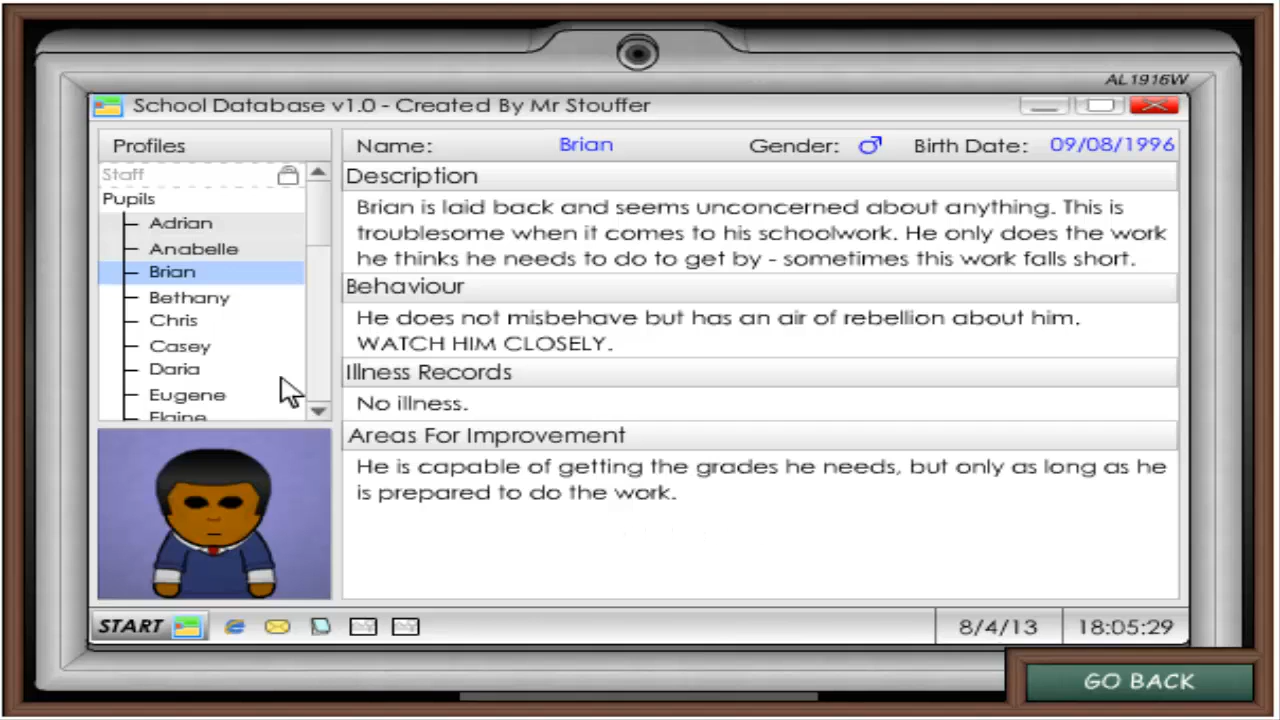 AL1916W
School Database v1.0 - Created By Mr Stouffer
Profiles
Staff
Pupils
Adrian
Anabelle
Brian
Bethany
Chris
Casey
Daria
Eugene
Elaine
Name: Brian Gender: ♂ Birth Date: 09/08/1996
Description
Brian is laid back and seems unconcerned about anything. This is
troublesome when it comes to his schoolwork. He only does the work
he thinks he needs to do to get by - sometimes this work falls short.
Behaviour
He does not misbehave but has an air of rebellion about him.
WATCH HIM CLOSELY.
Illness Records
No illness.
Areas For Improvement
He is capable of getting the grades he needs, but only as long as he
is prepared to do the work.
START
8/4/13 18:05:29
GO BACK